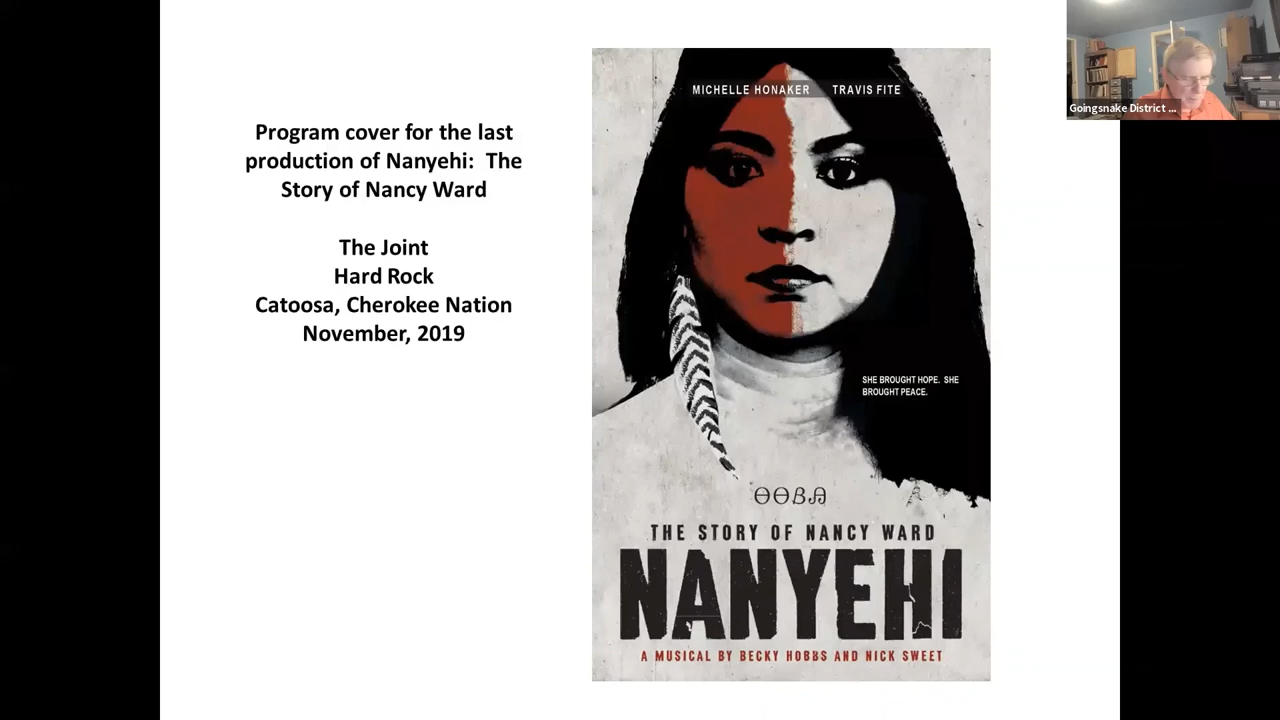 Goingsnake District ...
Program cover for the last
production of Nanyehi: The
Story of Nancy Ward
The Joint
Hard Rock
Catoosa, Cherokee Nation
November, 2019
MICHELLE HONAKER TRAVIS FITE
SHE BROUGHT HOPE. SHE
BROUGHT PEACE.
ᎾᎾᏰᎯ
THE STORY OF NANCY WARD
NANYEHI
A MUSICAL BY BECKY HOBBS AND NICK SWEET